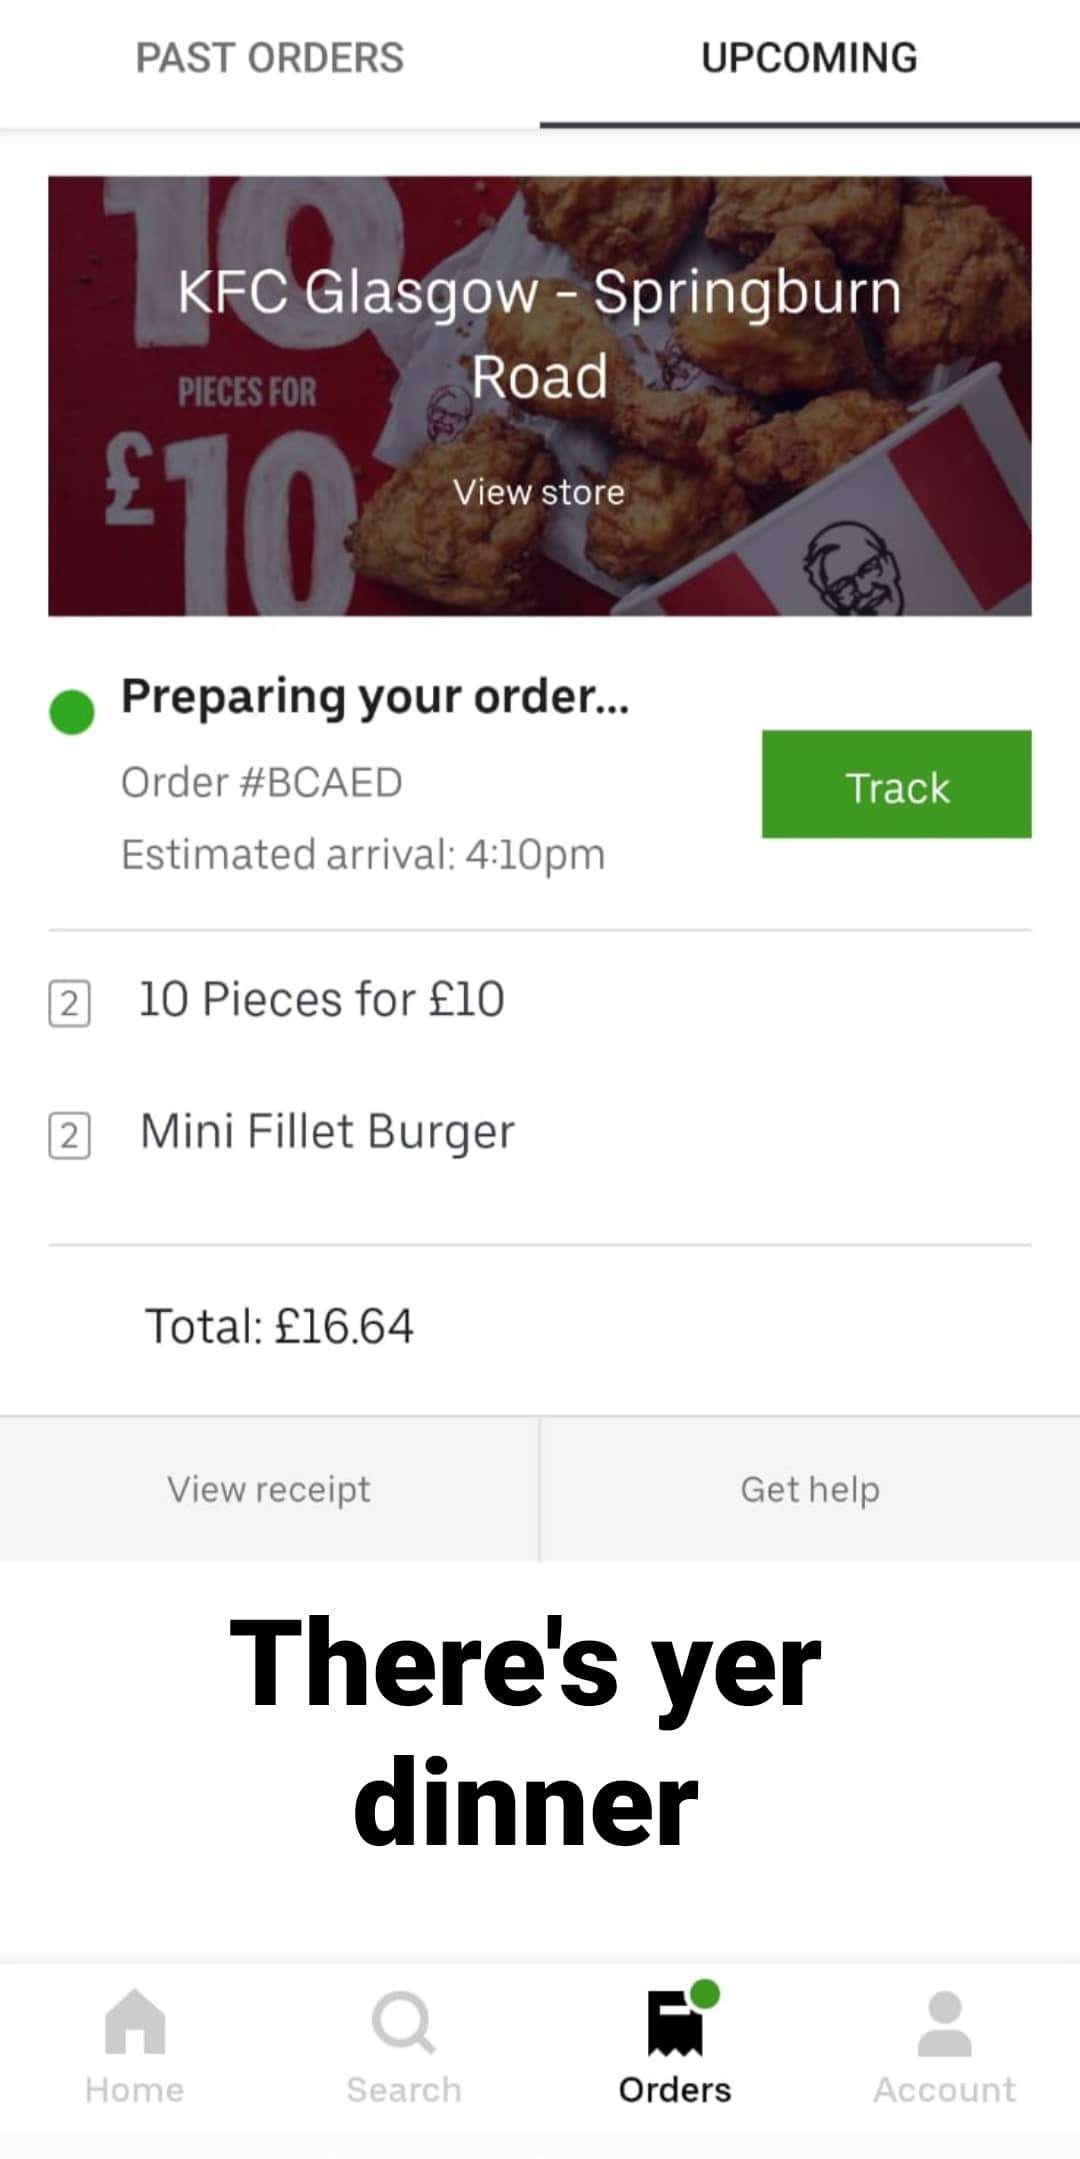 PAST ORDERS
UPCOMING
10
PIECES FOR
£10
KFC Glasgow - Springburn
Road
View store
Preparing your order...
Order #BCAED
Track
Estimated arrival: 4:10pm
2 10 Pieces for £10
2 Mini Fillet Burger
Total: £16.64
View receipt
Get help
There's yer
dinner
Home
Search
Orders
Account